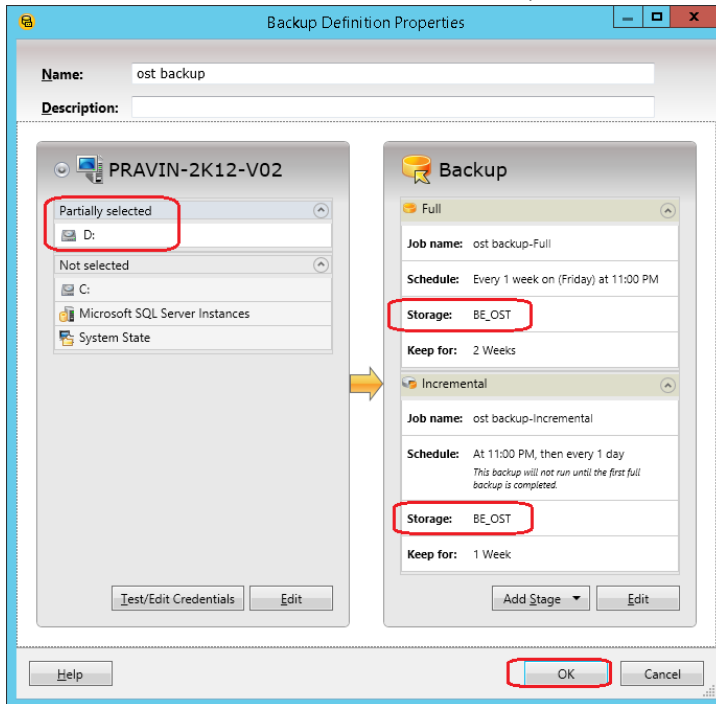 Backup Definition Properties
Name:
ost backup
Description:
PRAVIN-2K12-V02
Partially selected
D:
Not selected
C:
Microsoft SQL Server Instances
System State
Test/Edit Credentials
Edit
Backup
Full
Job name: ost backup-Full
Schedule: Every 1 week on (Friday) at 11:00 PM
Storage: BE_OST
Keep for: 2 Weeks
Incremental
Job name: ost backup-Incremental
Schedule: At 11:00 PM, then every 1 day
This backup will not run until the first full
backup is completed.
Storage: BE_OST
Keep for: 1 Week
Add Stage
Edit
Help
OK
Cancel